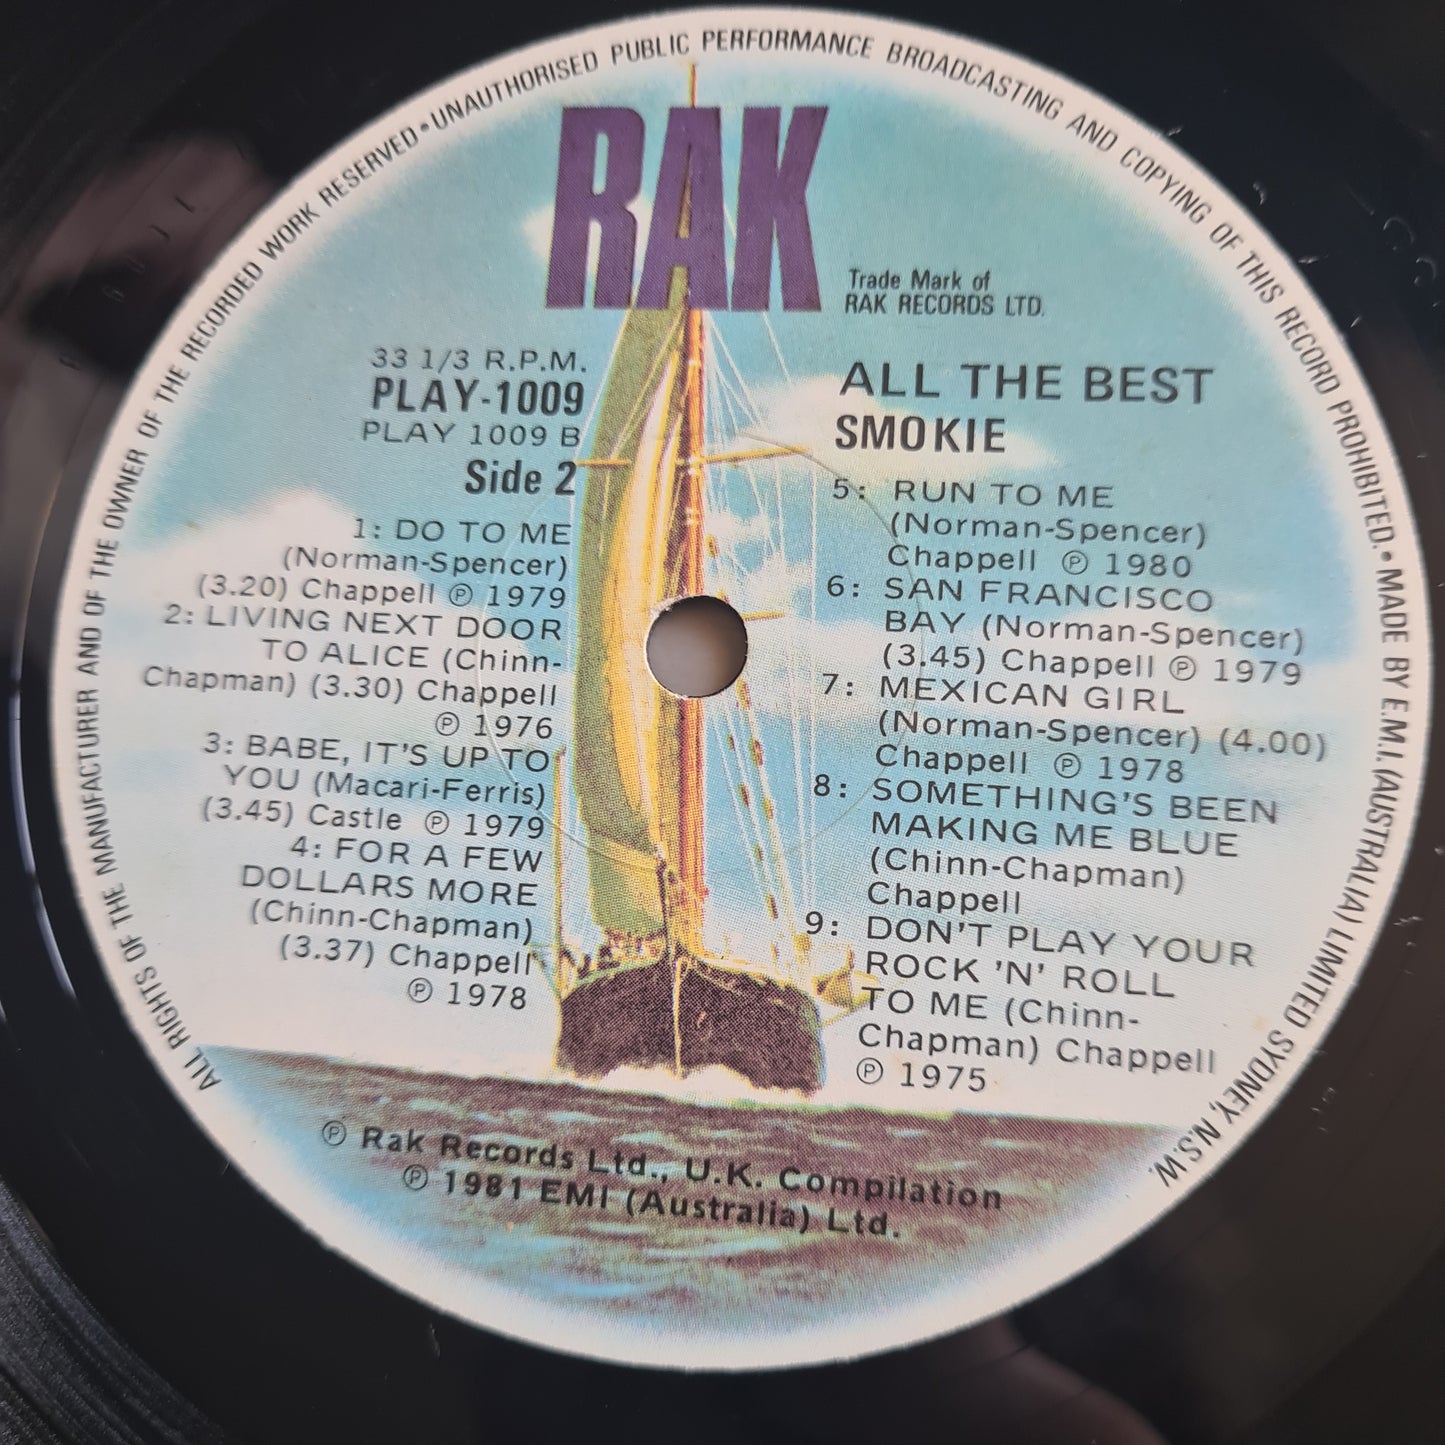 ALL RIGHTS OF THE MANUFACTURER AND OF THE OWNER OF THE RECORDED WORK RESERVED • UNAUTHORISED PUBLIC PERFORMANCE BROADCASTING AND COPYING OF THIS RECORD PROHIBITED. • MADE BY E.M.I. (AUSTRALIA) LIMITED SYDNEY, N.S.W.
RAK
Trade Mark of
RAK RECORDS LTD.
33 1/3 R.P.M.
PLAY-1009
PLAY 1009 B
Side 2
1: DO TO ME
(Norman-Spencer)
(3.20) Chappell ℗ 1979
2: LIVING NEXT DOOR
TO ALICE (Chinn-
Chapman) (3.30) Chappell
℗ 1976
3: BABE, IT'S UP TO
YOU (Macari-Ferris)
(3.45) Castle ℗ 1979
4: FOR A FEW
DOLLARS MORE
(Chinn-Chapman)
(3.37) Chappell
℗ 1978
ALL THE BEST
SMOKIE
5: RUN TO ME
(Norman-Spencer)
Chappell ℗ 1980
6: SAN FRANCISCO
BAY (Norman-Spencer)
(3.45) Chappell ℗ 1979
7: MEXICAN GIRL
(Norman-Spencer) (4.00)
Chappell ℗ 1978
8: SOMETHING'S BEEN
MAKING ME BLUE
(Chinn-Chapman)
Chappell
9: DON'T PLAY YOUR
ROCK 'N' ROLL
TO ME (Chinn-
Chapman) Chappell
℗ 1975
℗ Rak Records Ltd., U.K. Compilation
℗ 1981 EMI (Australia) Ltd.